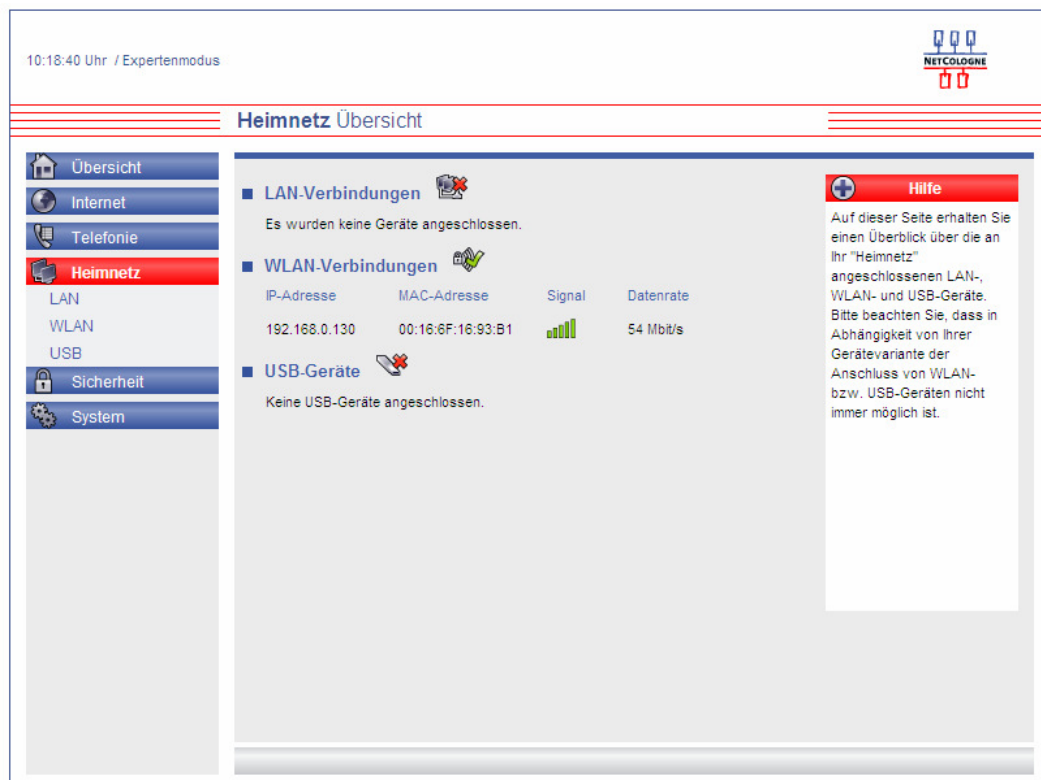 10:18:40 Uhr / Expertenmodus
NETCOLOGNE
Heimnetz Übersicht
Übersicht
Internet
Telefonie
Heimnetz
LAN
WLAN
USB
Sicherheit
System
LAN-Verbindungen
Es wurden keine Geräte angeschlossen.
WLAN-Verbindungen
IP-Adresse MAC-Adresse Signal Datenrate
192.168.0.130 00:16:6F:16:93:B1 54 Mbit/s
USB-Geräte
Keine USB-Geräte angeschlossen.
Hilfe
Auf dieser Seite erhalten Sie
einen Überblick über die an
Ihr "Heimnetz"
angeschlossenen LAN-,
WLAN- und USB-Geräte.
Bitte beachten Sie, dass in
Abhängigkeit von Ihrer
Gerätevariante der
Anschluss von WLAN-
bzw. USB-Geräten nicht
immer möglich ist.